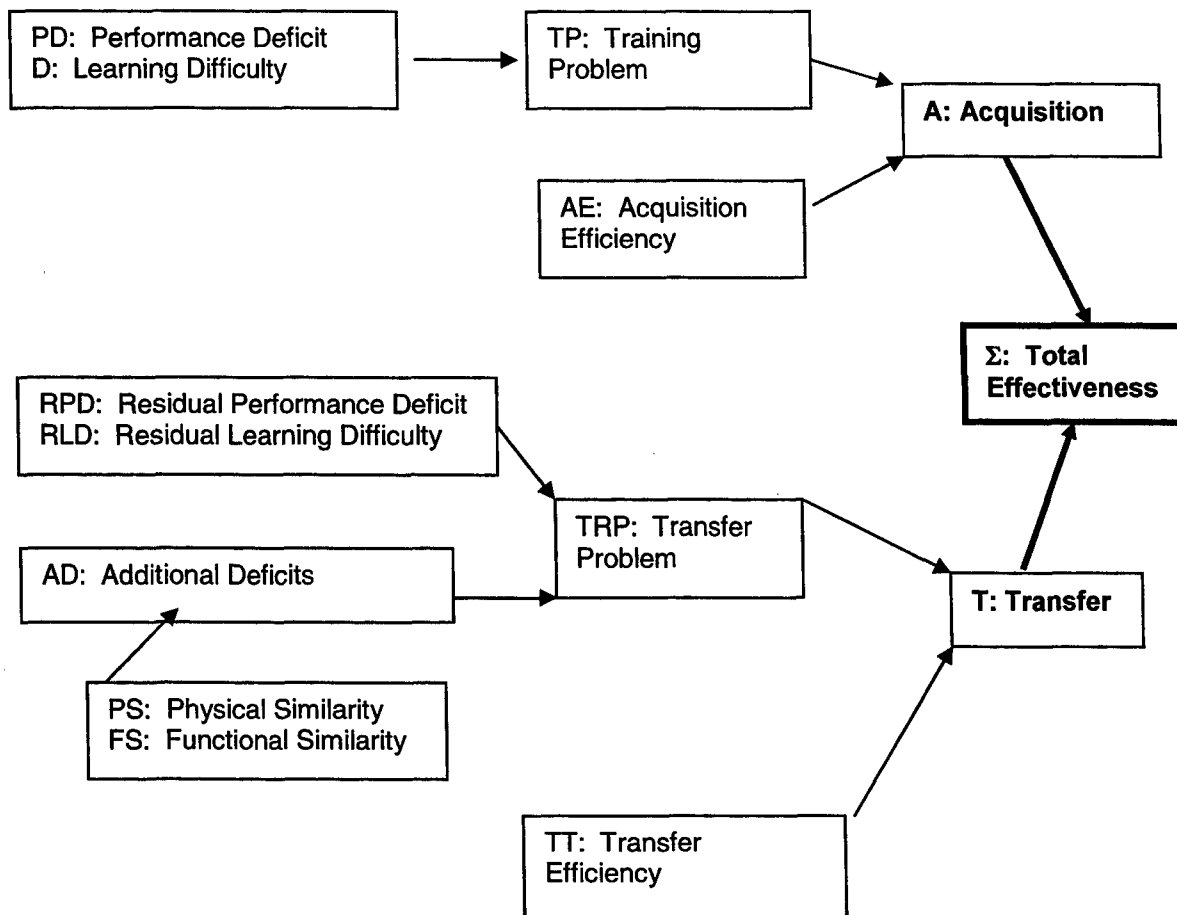 PD: Performance Deficit
D: Learning Difficulty
TP: Training
Problem
A: Acquisition
AE: Acquisition
Efficiency
Σ: Total
Effectiveness
RPD: Residual Performance Deficit
RLD: Residual Learning Difficulty
TRP: Transfer
Problem
AD: Additional Deficits
T: Transfer
PS: Physical Similarity
FS: Functional Similarity
TT: Transfer
Efficiency